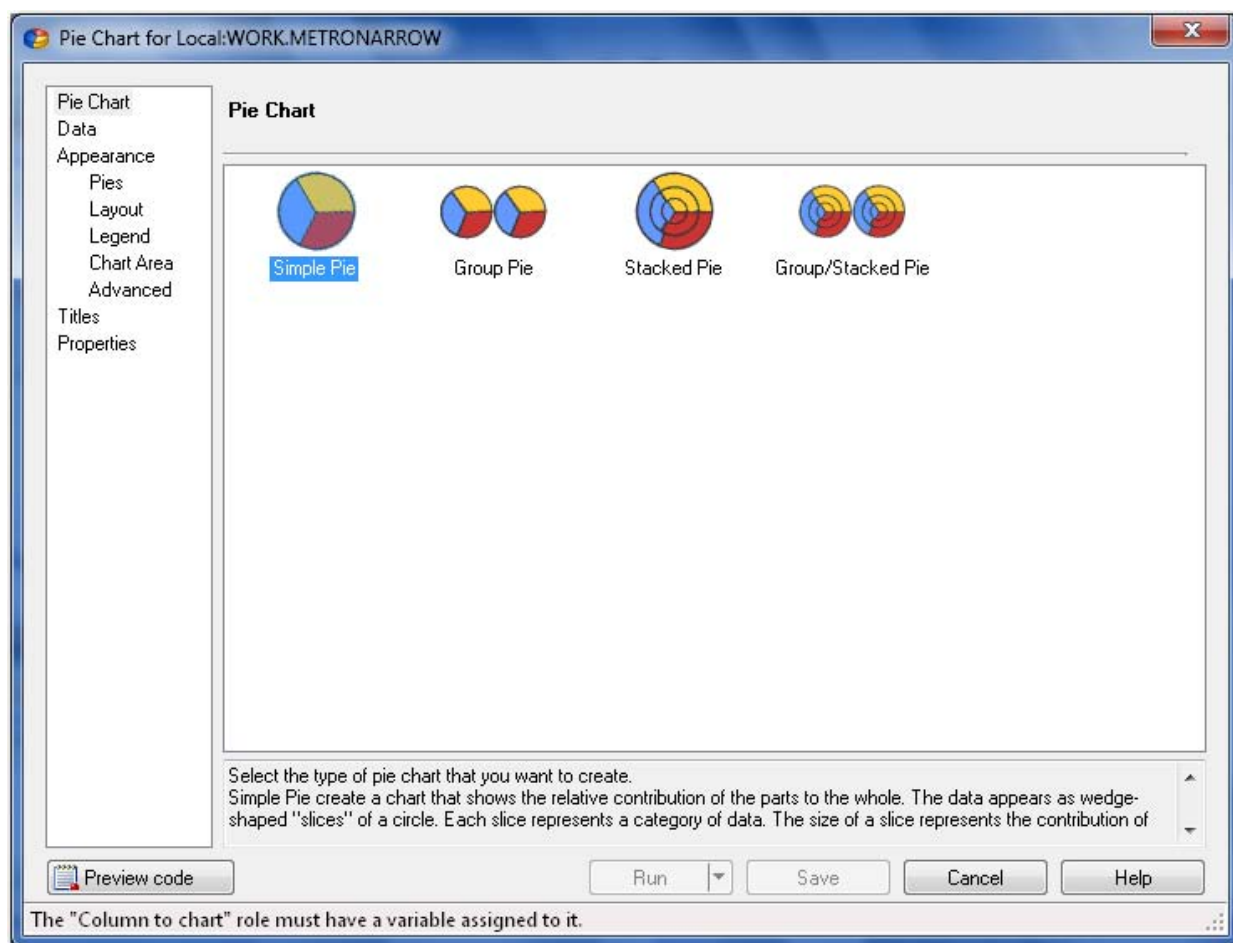 Pie Chart for Local:WORK.METRONARROW
Pie Chart
Data
Appearance
Pies
Layout
Legend
Chart Area
Advanced
Titles
Properties
Pie Chart
Simple Pie
Group Pie
Stacked Pie
Group/Stacked Pie
Select the type of pie chart that you want to create.
Simple Pie create a chart that shows the relative contribution of the parts to the whole. The data appears as wedge-
shaped "slices" of a circle. Each slice represents a category of data. The size of a slice represents the contribution of
Preview code
Run
Save
Cancel
Help
The "Column to chart" role must have a variable assigned to it.